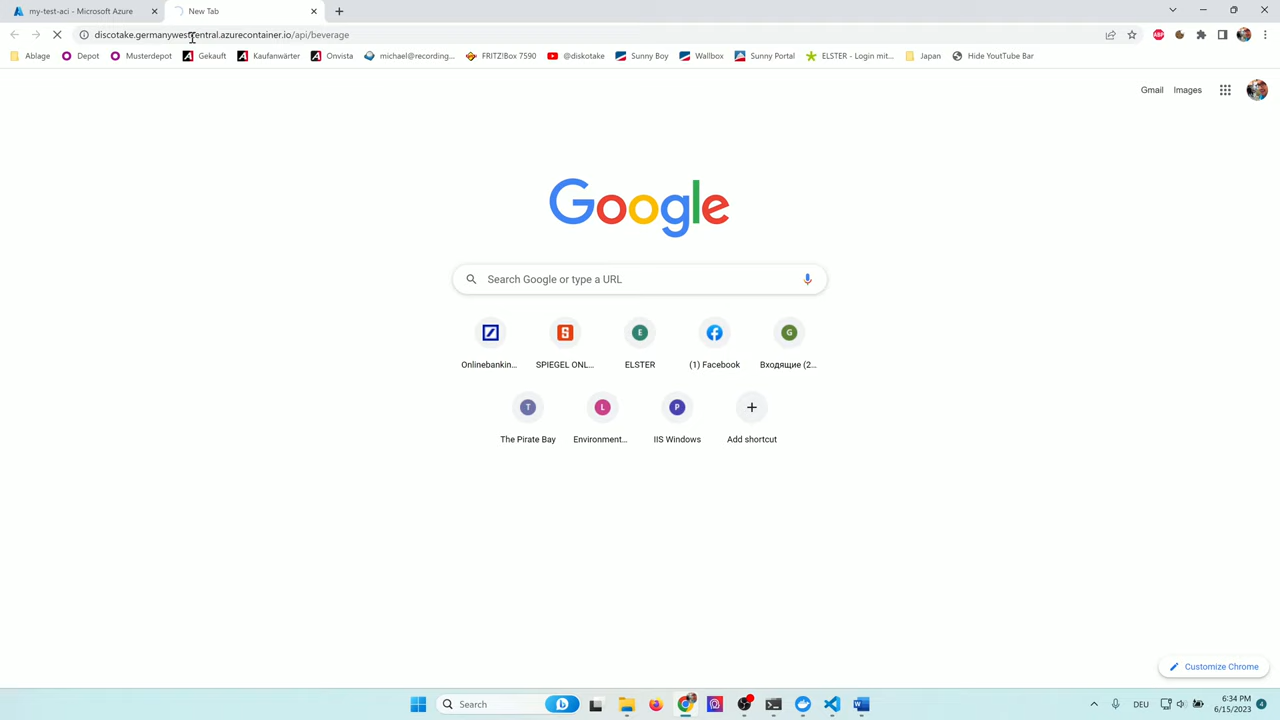 my-test-aci - Microsoft Azure
New Tab
discotake.germanywestcentral.azurecontainer.io/api/beverage
Ablage
Depot
Musterdepot
Gekauft
Kaufanwärter
Onvista
michael@recording...
FRITZ!Box 7590
@diskotake
Sunny Boy
Wallbox
Sunny Portal
ELSTER - Login mit...
Japan
Hide YoutTube Bar
ABP
Gmail
Images
Google
Search Google or type a URL
Onlinebankin...
SPIEGEL ONL...
ELSTER
(1) Facebook
Входящие (2...
The Pirate Bay
Environment...
IIS Windows
Add shortcut
Customize Chrome
Search
DEU
6:34 PM
6/15/2023